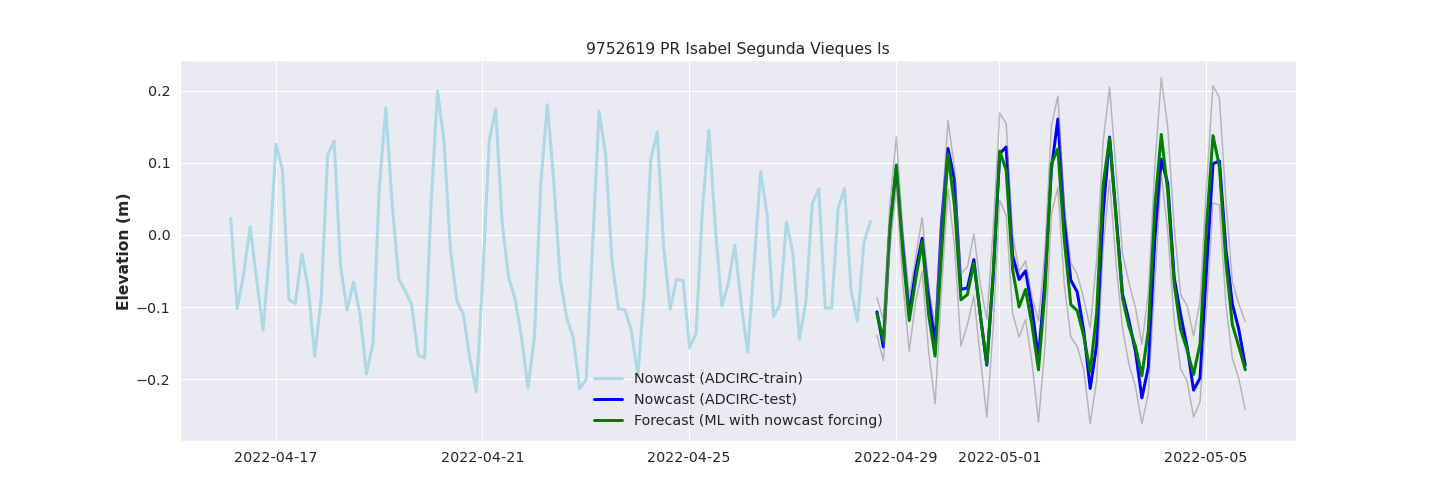 9752619 PR Isabel Segunda Vieques Is
Elevation (m)
0.2
0.1
0.0
−0.1
−0.2
Nowcast (ADCIRC-train)
Nowcast (ADCIRC-test)
Forecast (ML with nowcast forcing)
2022-04-17 2022-04-21 2022-04-25 2022-04-29 2022-05-01 2022-05-05